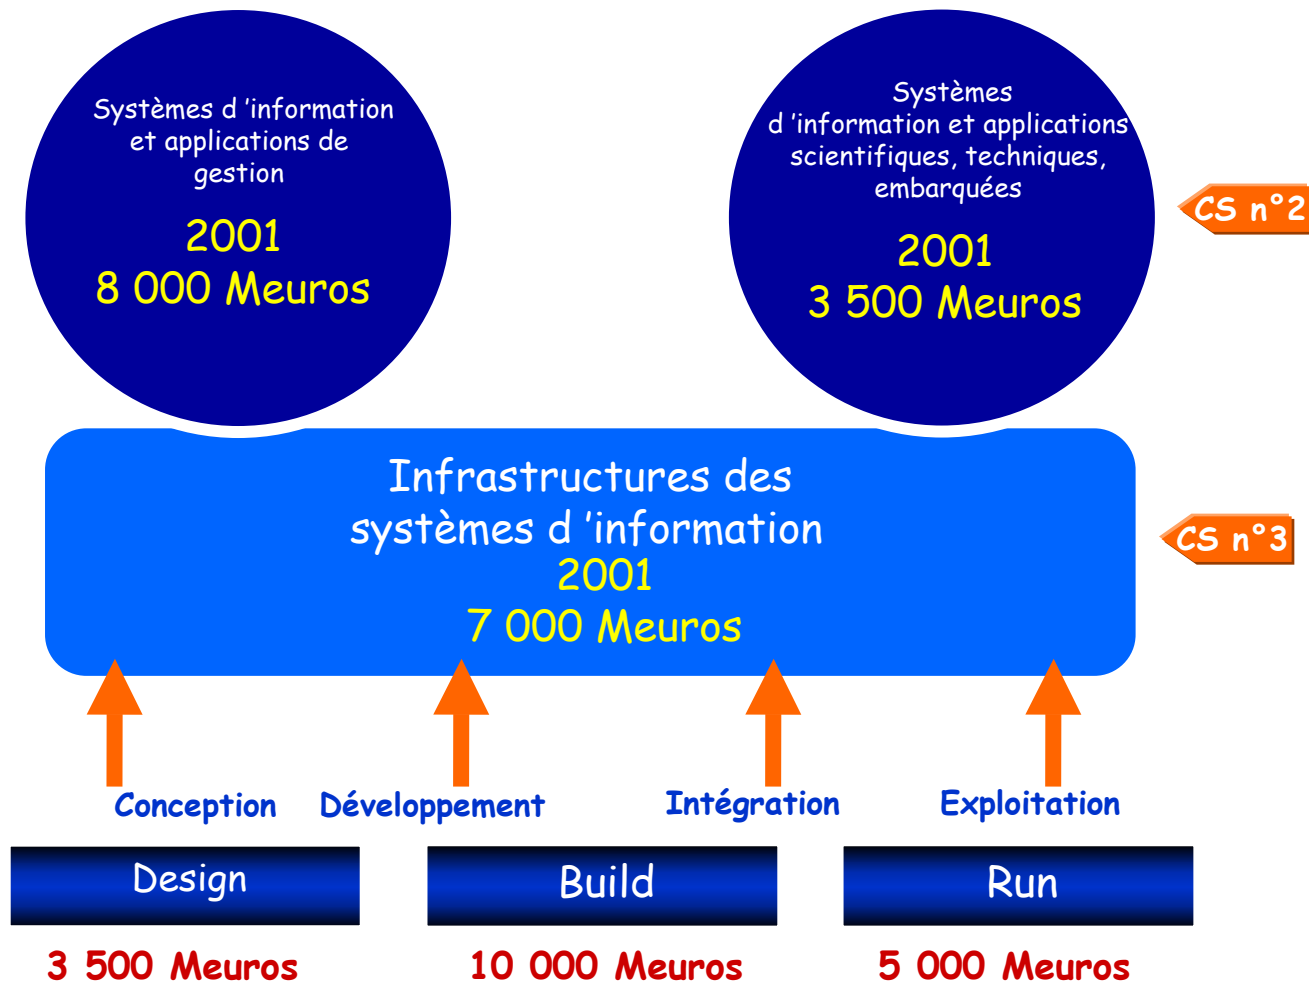 Systèmes d ’information
et applications de
gestion
2001
8 000 Meuros
Systèmes
d ’information et applications
scientifiques, techniques,
embarquées
2001
3 500 Meuros
CS n°2
Infrastructures des
systèmes d ’information
2001
7 000 Meuros
CS n°3
Conception
Développement
Intégration
Exploitation
Design
Build
Run
3 500 Meuros
10 000 Meuros
5 000 Meuros